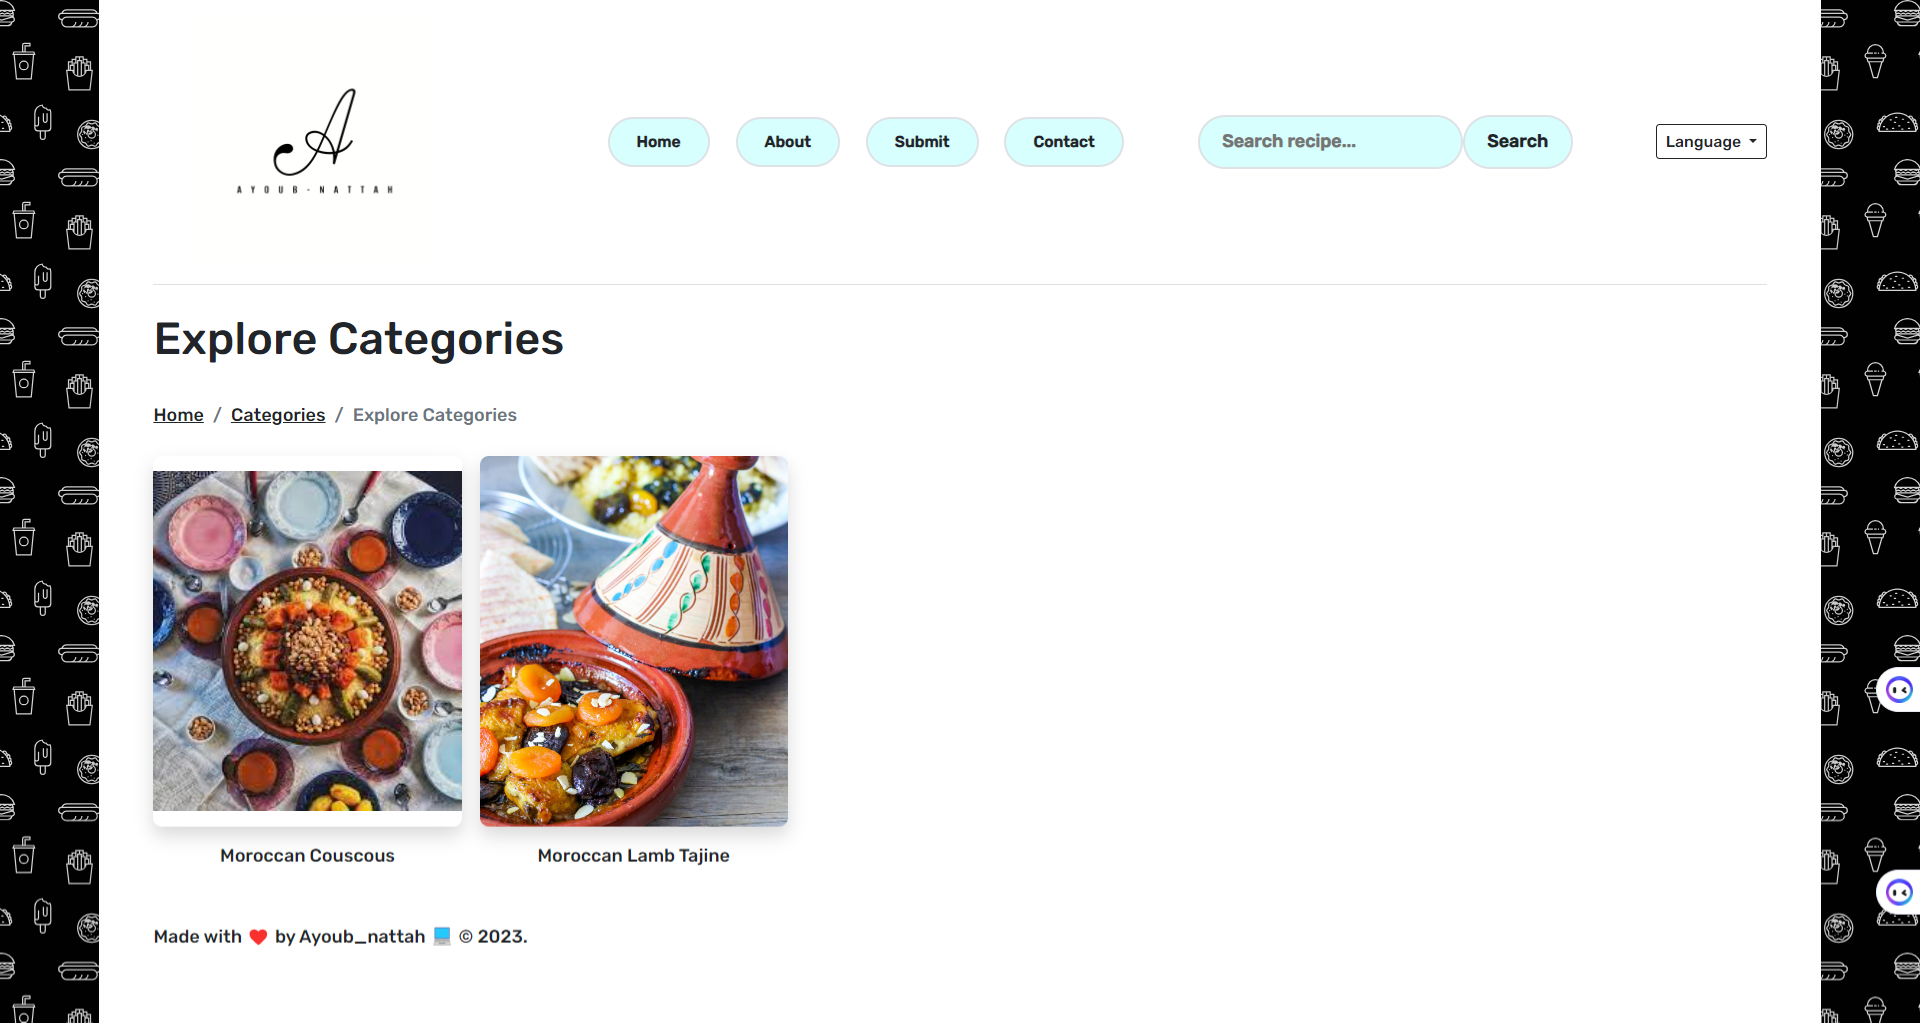 A
AYOUB-NATTAH
Home
About
Submit
Contact
Search recipe...
Search
Language
Explore Categories
Home / Categories / Explore Categories
Moroccan Couscous
Moroccan Lamb Tajine
Made with ❤️ by Ayoub_nattah 💻 © 2023.